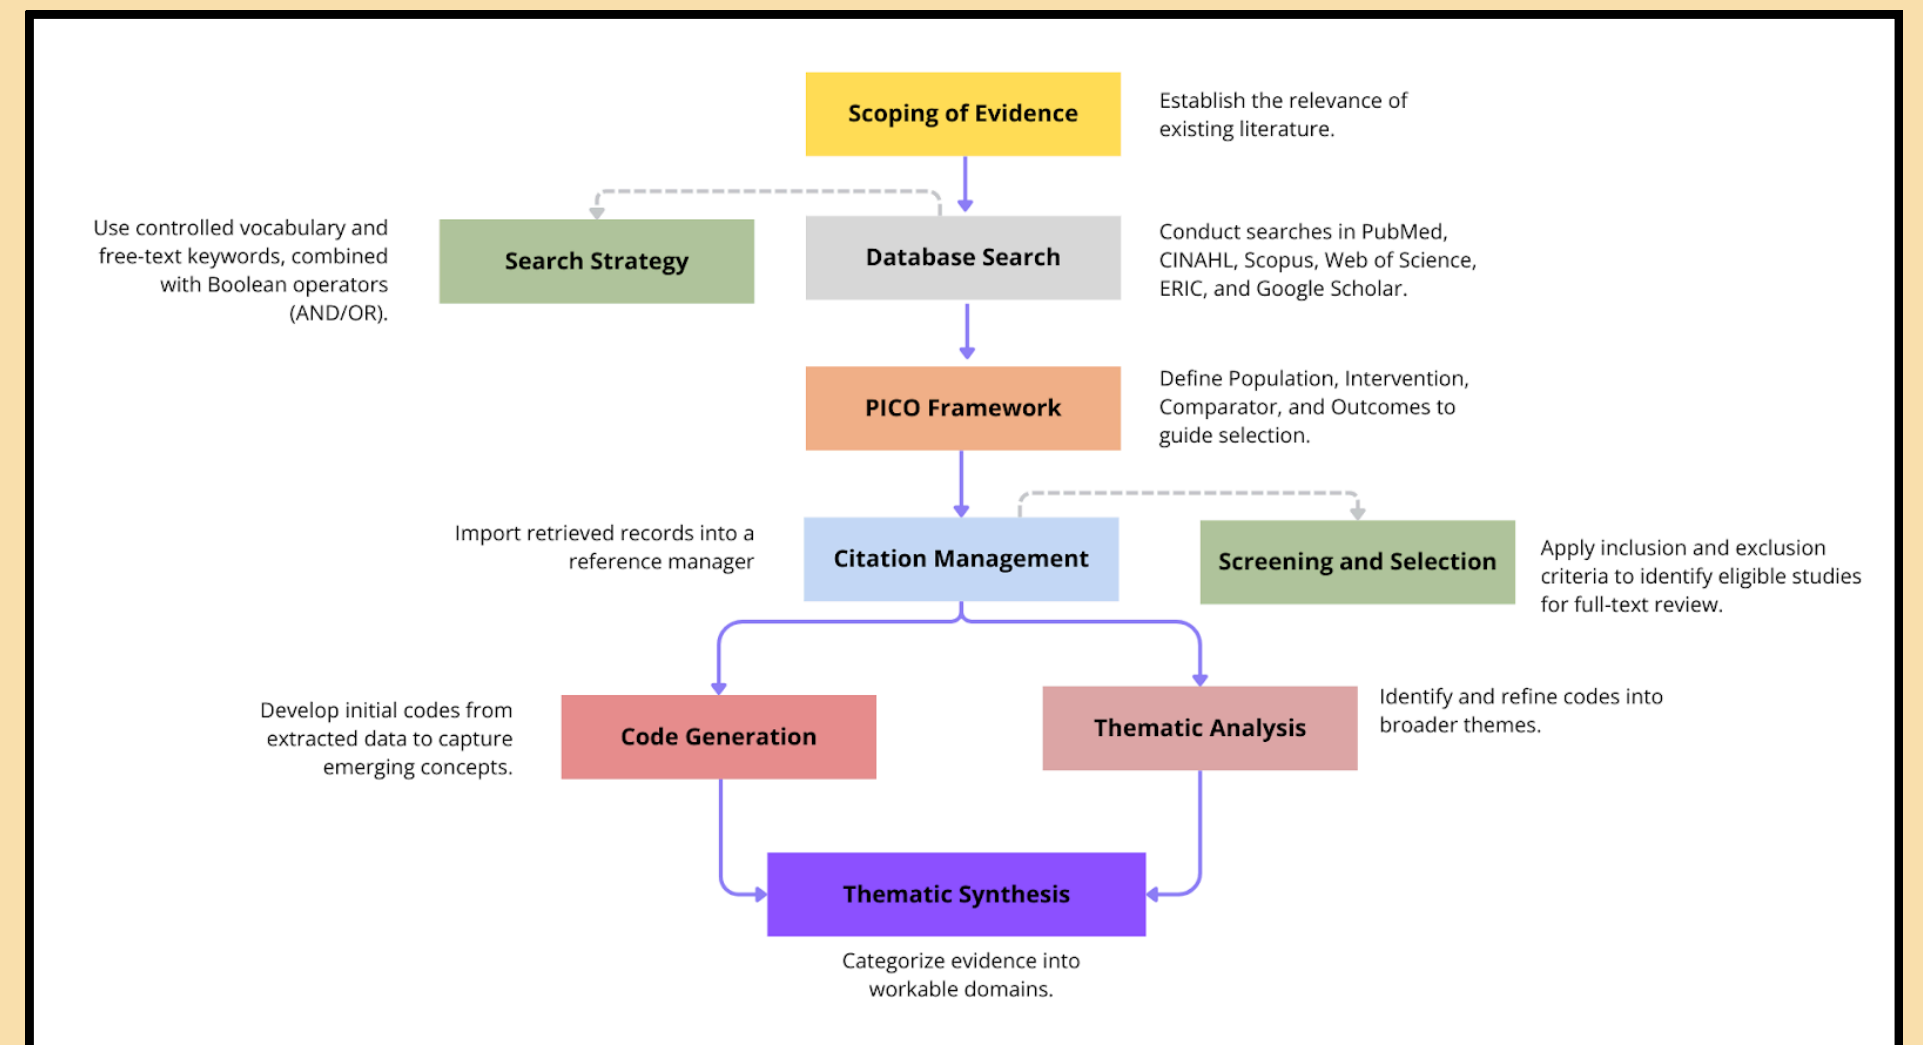 Scoping of Evidence
Establish the relevance of
existing literature.
Use controlled vocabulary and
free-text keywords, combined
with Boolean operators
(AND/OR).
Search Strategy
Database Search
Conduct searches in PubMed,
CINAHL, Scopus, Web of Science,
ERIC, and Google Scholar.
PICO Framework
Define Population, Intervention,
Comparator, and Outcomes to
guide selection.
Import retrieved records into a
reference manager
Citation Management
Screening and Selection
Apply inclusion and exclusion
criteria to identify eligible studies
for full-text review.
Develop initial codes from
extracted data to capture
emerging concepts.
Code Generation
Thematic Analysis
Identify and refine codes into
broader themes.
Thematic Synthesis
Categorize evidence into
workable domains.